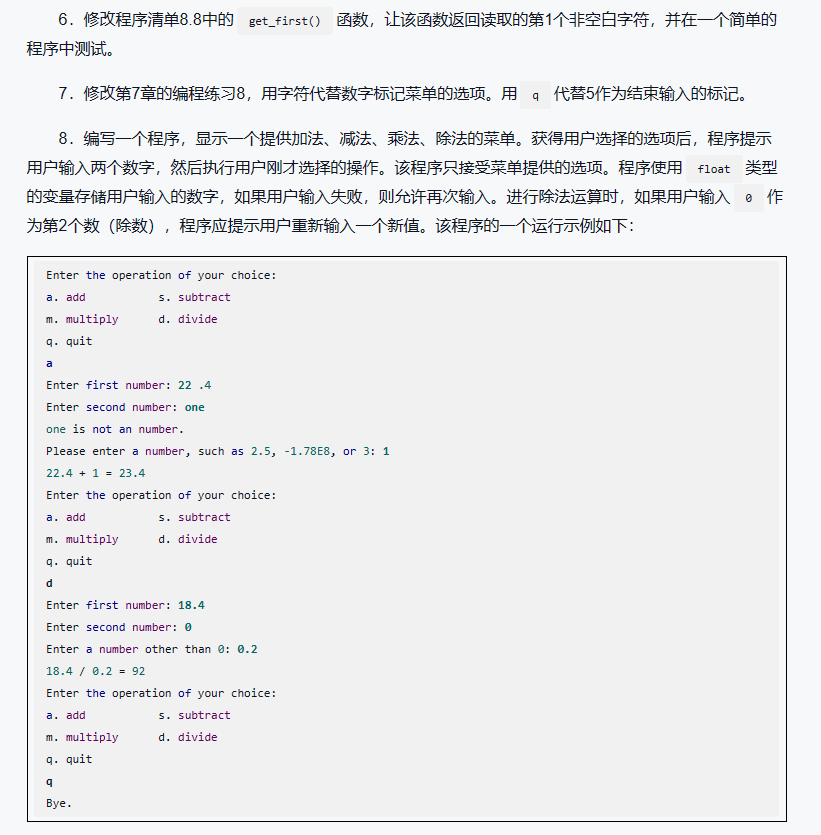 6．修改程序清单8.8中的 get_first() 函数，让该函数返回读取的第1个非空白字符，并在一个简单的
程序中测试。
7．修改第7章的编程练习8，用字符代替数字标记菜单的选项。用 q 代替5作为结束输入的标记。
8．编写一个程序，显示一个提供加法、减法、乘法、除法的菜单。获得用户选择的选项后，程序提示
用户输入两个数字，然后执行用户刚才选择的操作。该程序只接受菜单提供的选项。程序使用 float 类型
的变量存储用户输入的数字，如果用户输入失败，则允许再次输入。进行除法运算时，如果用户输入 0 作
为第2个数（除数），程序应提示用户重新输入一个新值。该程序的一个运行示例如下：
Enter the operation of your choice:
a. add s. subtract
m. multiply d. divide
q. quit
a
Enter first number: 22 .4
Enter second number: one
one is not an number.
Please enter a number, such as 2.5, -1.78E8, or 3: 1
22.4 + 1 = 23.4
Enter the operation of your choice:
a. add s. subtract
m. multiply d. divide
q. quit
d
Enter first number: 18.4
Enter second number: 0
Enter a number other than 0: 0.2
18.4 / 0.2 = 92
Enter the operation of your choice:
a. add s. subtract
m. multiply d. divide
q. quit
q
Bye.